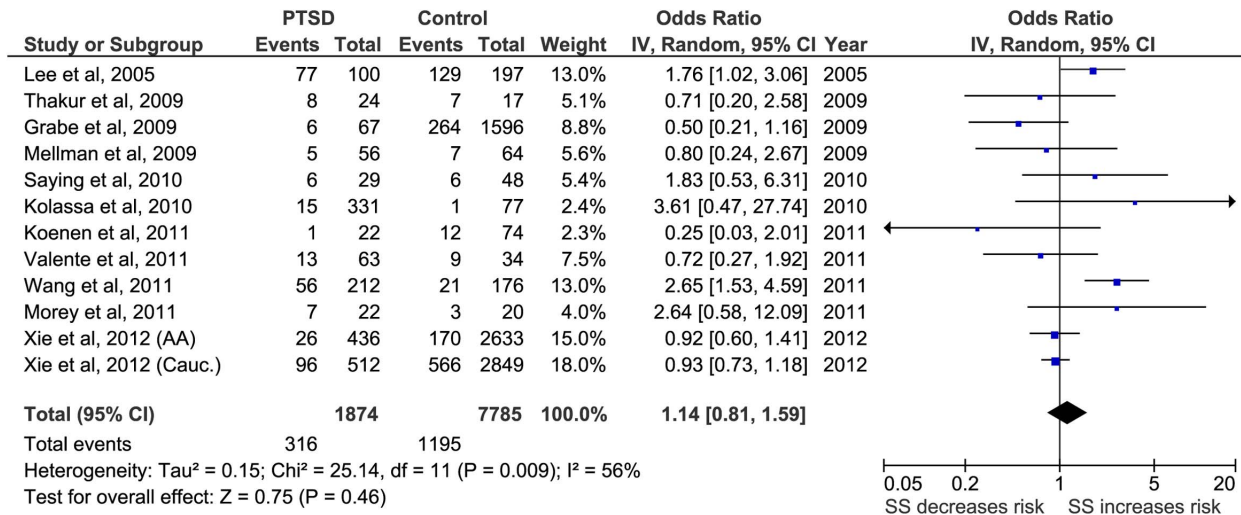 PTSD Control Odds Ratio Odds Ratio
Study or Subgroup Events Total Events Total Weight IV, Random, 95% CI Year IV, Random, 95% CI
Lee et al, 2005 77 100 129 197 13.0% 1.76 [1.02, 3.06] 2005
Thakur et al, 2009 8 24 7 17 5.1% 0.71 [0.20, 2.58] 2009
Grabe et al, 2009 6 67 264 1596 8.8% 0.50 [0.21, 1.16] 2009
Mellman et al, 2009 5 56 7 64 5.6% 0.80 [0.24, 2.67] 2009
Saying et al, 2010 6 29 6 48 5.4% 1.83 [0.53, 6.31] 2010
Kolassa et al, 2010 15 331 1 77 2.4% 3.61 [0.47, 27.74] 2010
Koenen et al, 2011 1 22 12 74 2.3% 0.25 [0.03, 2.01] 2011
Valente et al, 2011 13 63 9 34 7.5% 0.72 [0.27, 1.92] 2011
Wang et al, 2011 56 212 21 176 13.0% 2.65 [1.53, 4.59] 2011
Morey et al, 2011 7 22 3 20 4.0% 2.64 [0.58, 12.09] 2011
Xie et al, 2012 (AA) 26 436 170 2633 15.0% 0.92 [0.60, 1.41] 2012
Xie et al, 2012 (Cauc.) 96 512 566 2849 18.0% 0.93 [0.73, 1.18] 2012
Total (95% CI) 1874 7785 100.0% 1.14 [0.81, 1.59]
Total events 316 1195
Heterogeneity: Tau² = 0.15; Chi² = 25.14, df = 11 (P = 0.009); I² = 56%
Test for overall effect: Z = 0.75 (P = 0.46)
0.05 0.2 1 5 20
SS decreases risk SS increases risk